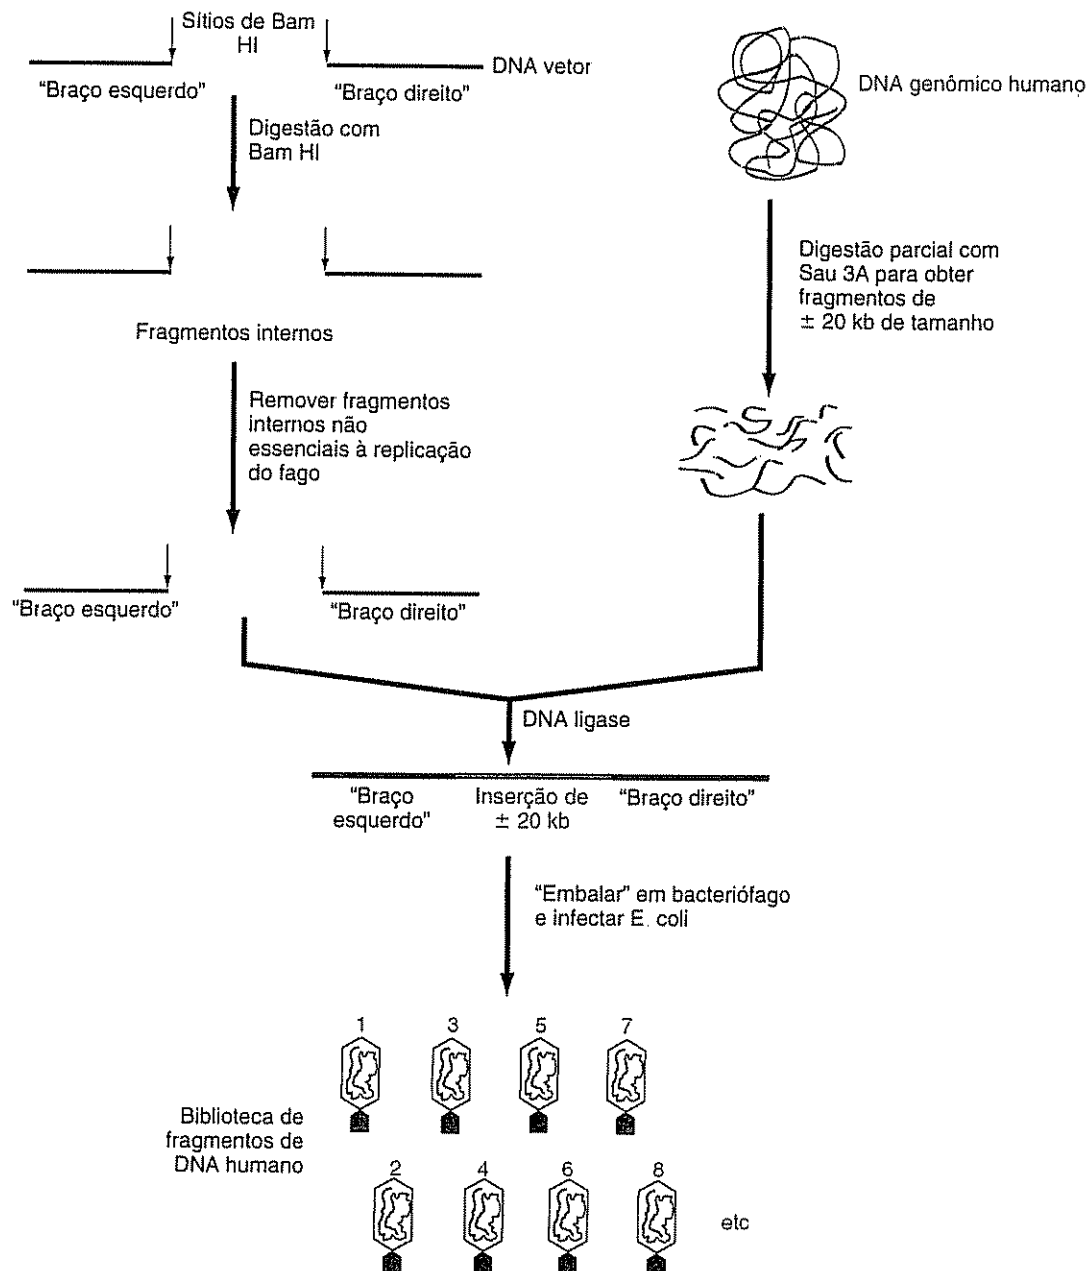 Sítios de Bam
HI
DNA vetor
"Braço esquerdo"
"Braço direito"
DNA genômico humano
Digestão com
Bam HI
Digestão parcial com
Sau 3A para obter
fragmentos de
± 20 kb de tamanho
Fragmentos internos
Remover fragmentos
internos não
essenciais à replicação
do fago
"Braço esquerdo"
"Braço direito"
DNA ligase
"Braço
esquerdo"
Inserção de
± 20 kb
"Braço direito"
"Embalar" em bacteriófago
e infectar E. coli
1 3 5 7
Biblioteca de
fragmentos de
DNA humano
2 4 6 8
etc